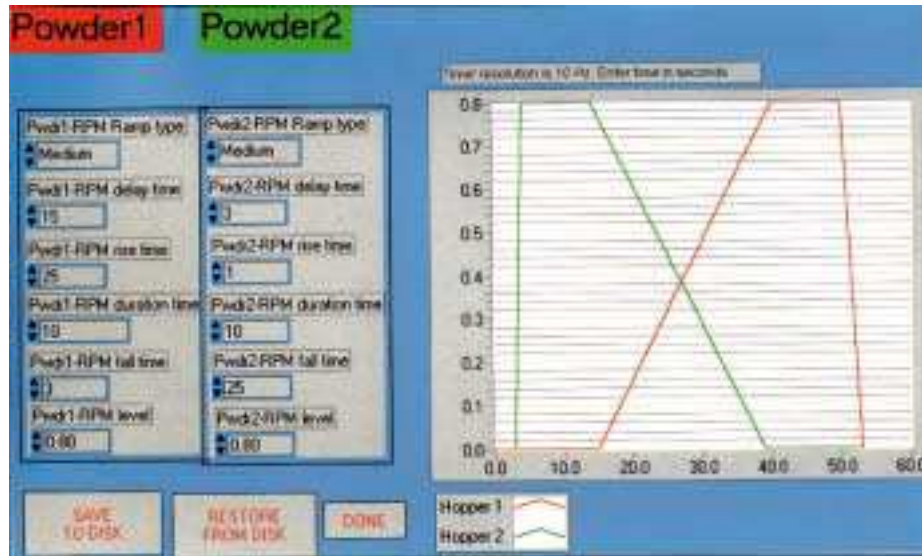 Powder1
Powder2
Timer resolution is 10 Hz. Enter time in seconds
Pwdr1-RPM Ramp type
Medium
Pwdr1-RPM delay time
15
Pwdr1-RPM rise time
25
Pwdr1-RPM duration time
10
Pwdr1-RPM fall time
Pwdr1-RPM level
0.80
Pwdr2-RPM Ramp type
Medium
Pwdr2-RPM delay time
3
Pwdr2-RPM rise time
1
Pwdr2-RPM duration time
10
Pwdr2-RPM fall time
25
Pwdr2-RPM level
0.80
0.8
0.7
0.6
0.5
0.4
0.3
0.2
0.1
0.0
0.0 10.0 20.0 30.0 40.0 50.0 60.0
SAVE
TO DISK
RESTORE
FROM DISK
DONE
Hopper 1
Hopper 2